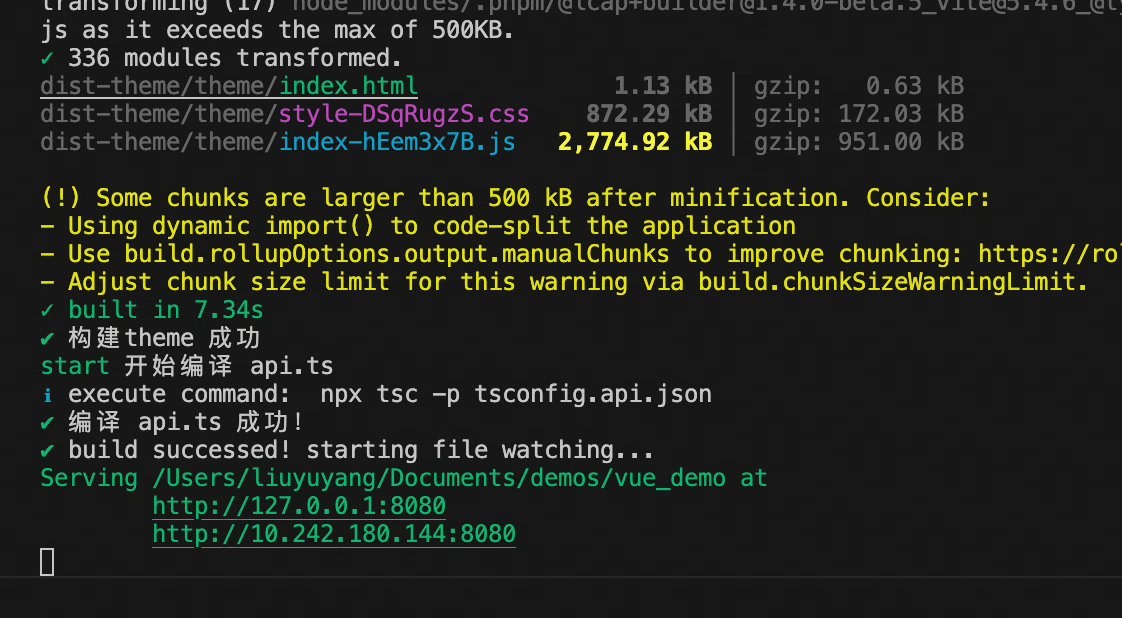 transforming (17) node_modules/.pnpm/@lcap+builder@1.4.0-beta.5_vite@5.4.6_@ty
js as it exceeds the max of 500KB.
✓ 336 modules transformed.
dist-theme/theme/index.html 1.13 kB │ gzip: 0.63 kB
dist-theme/theme/style-DSqRugzS.css 872.29 kB │ gzip: 172.03 kB
dist-theme/theme/index-hEem3x7B.js 2,774.92 kB │ gzip: 951.00 kB
(!) Some chunks are larger than 500 kB after minification. Consider:
- Using dynamic import() to code-split the application
- Use build.rollupOptions.output.manualChunks to improve chunking: https://rol
- Adjust chunk size limit for this warning via build.chunkSizeWarningLimit.
✓ built in 7.34s
✔ 构建theme 成功
start 开始编译 api.ts
ℹ execute command: npx tsc -p tsconfig.api.json
✔ 编译 api.ts 成功!
✔ build successed! starting file watching...
Serving /Users/liuyuyang/Documents/demos/vue_demo at
http://127.0.0.1:8080
http://10.242.180.144:8080